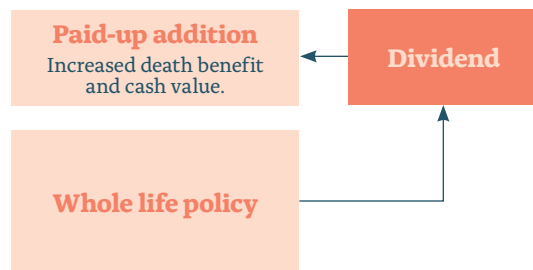 Paid-up addition
Increased death benefit
and cash value.
Dividend
Whole life policy